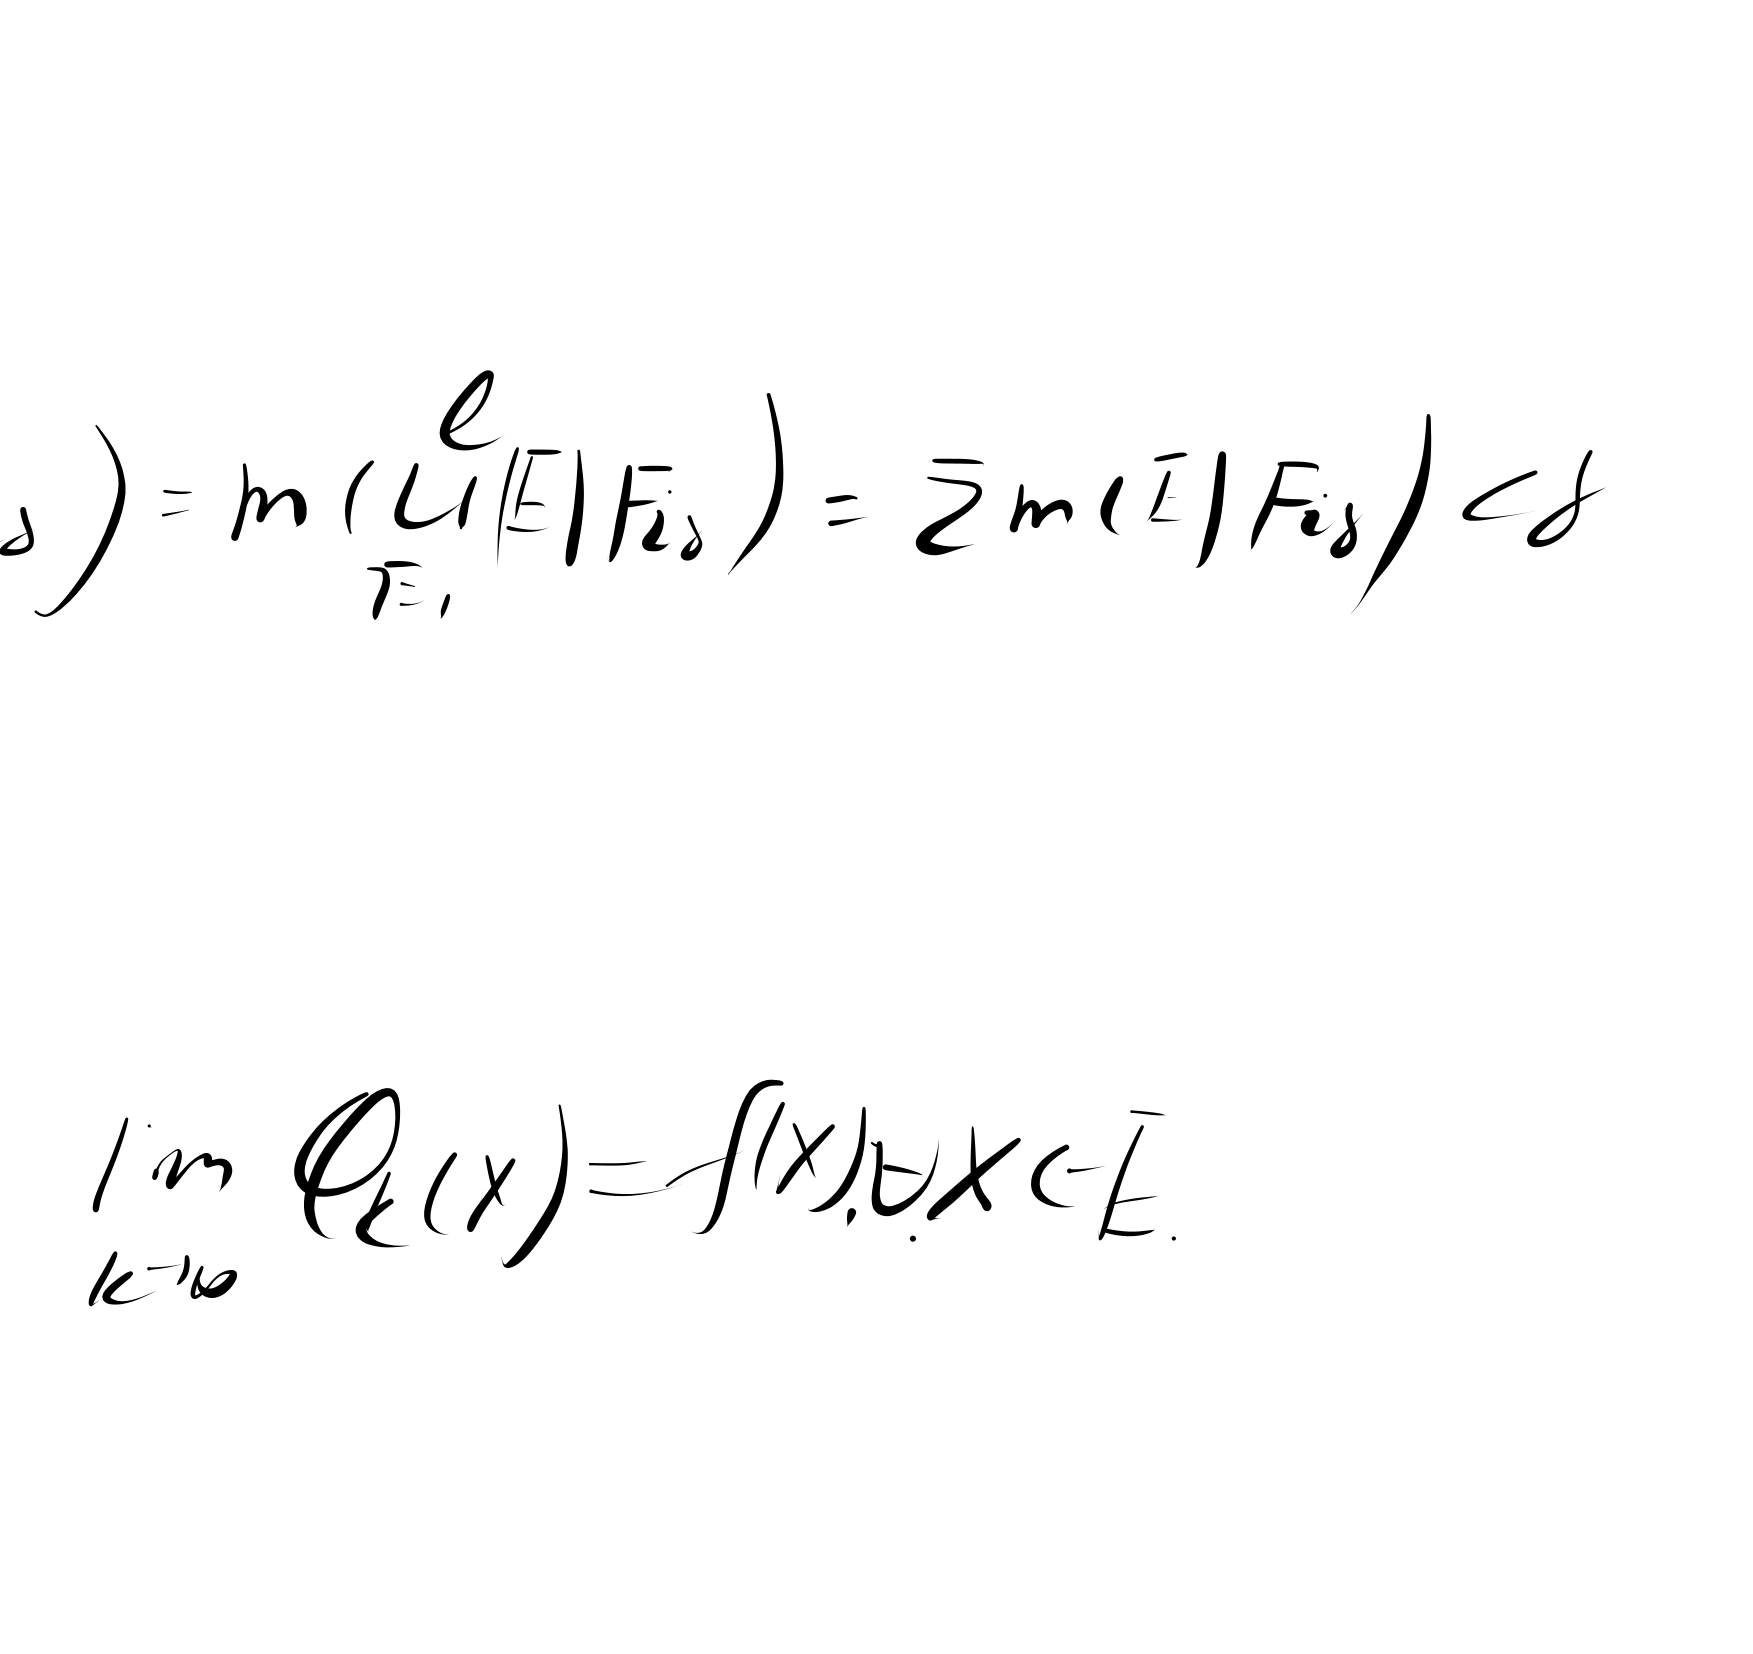 δ) = m(⋃_{i=1}^{l} E \ F_{iδ}) = Σ m(E \ F_{iδ}) < δ
lim_{k→∞} φ_k(x) = f(x), ∀x ∈ E.